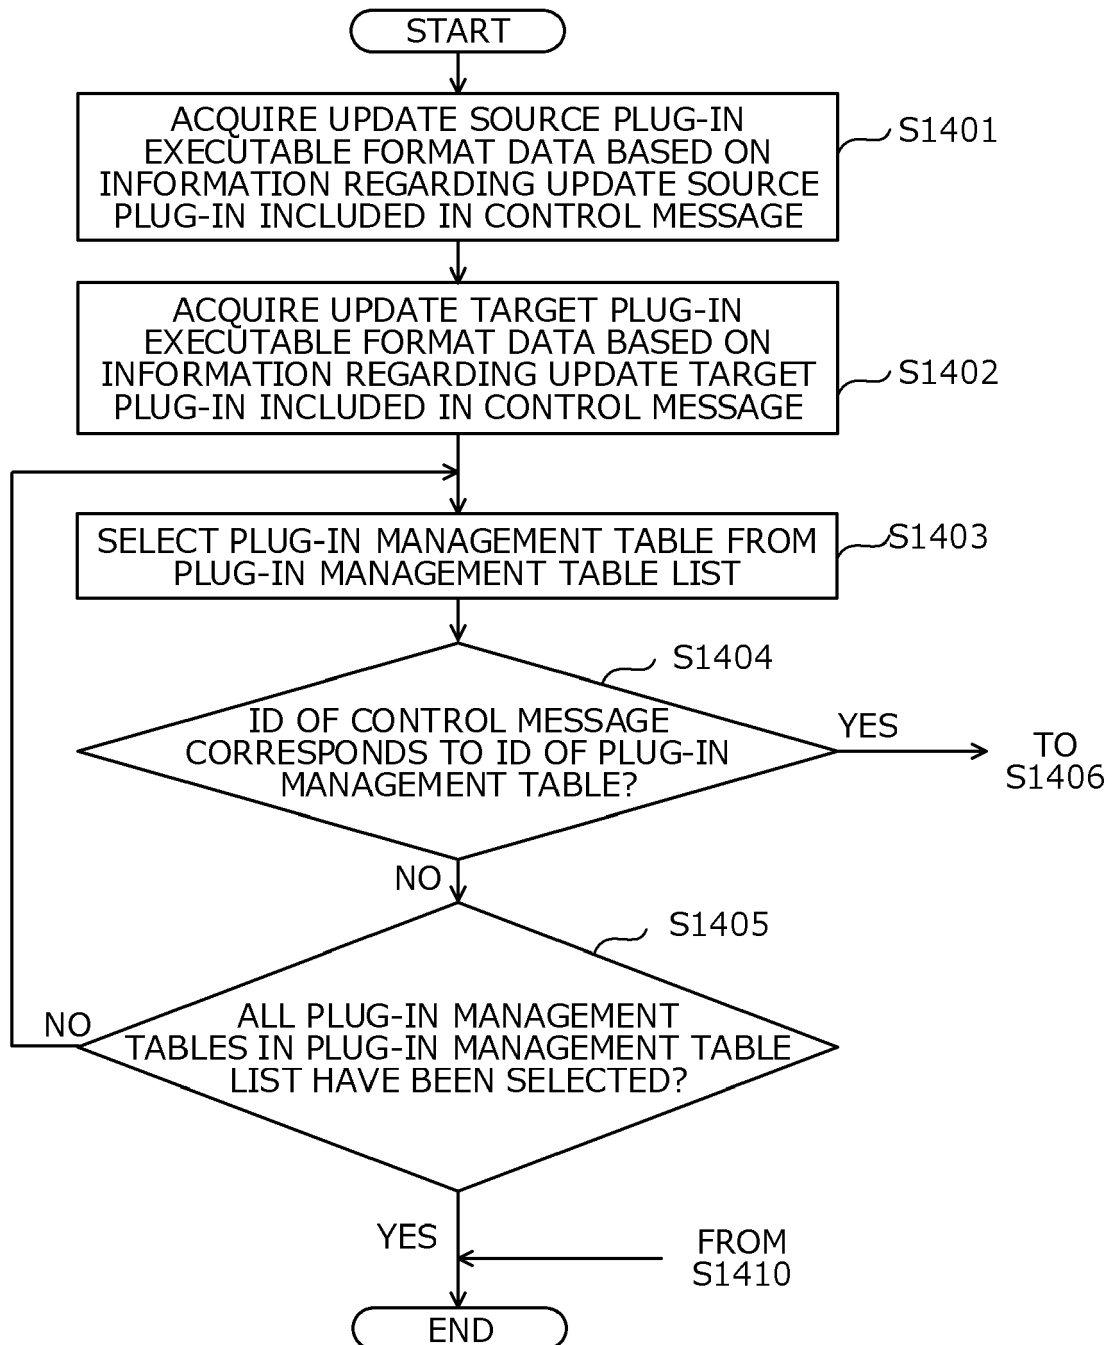 START
ACQUIRE UPDATE SOURCE PLUG-IN
EXECUTABLE FORMAT DATA BASED ON
INFORMATION REGARDING UPDATE SOURCE
PLUG-IN INCLUDED IN CONTROL MESSAGE
S1401
ACQUIRE UPDATE TARGET PLUG-IN
EXECUTABLE FORMAT DATA BASED ON
INFORMATION REGARDING UPDATE TARGET
PLUG-IN INCLUDED IN CONTROL MESSAGE
S1402
SELECT PLUG-IN MANAGEMENT TABLE FROM
PLUG-IN MANAGEMENT TABLE LIST
S1403
S1404
ID OF CONTROL MESSAGE
CORRESPONDS TO ID OF PLUG-IN
MANAGEMENT TABLE?
YES
TO
S1406
NO
S1405
ALL PLUG-IN MANAGEMENT
TABLES IN PLUG-IN MANAGEMENT TABLE
LIST HAVE BEEN SELECTED?
NO
YES
FROM
S1410
END